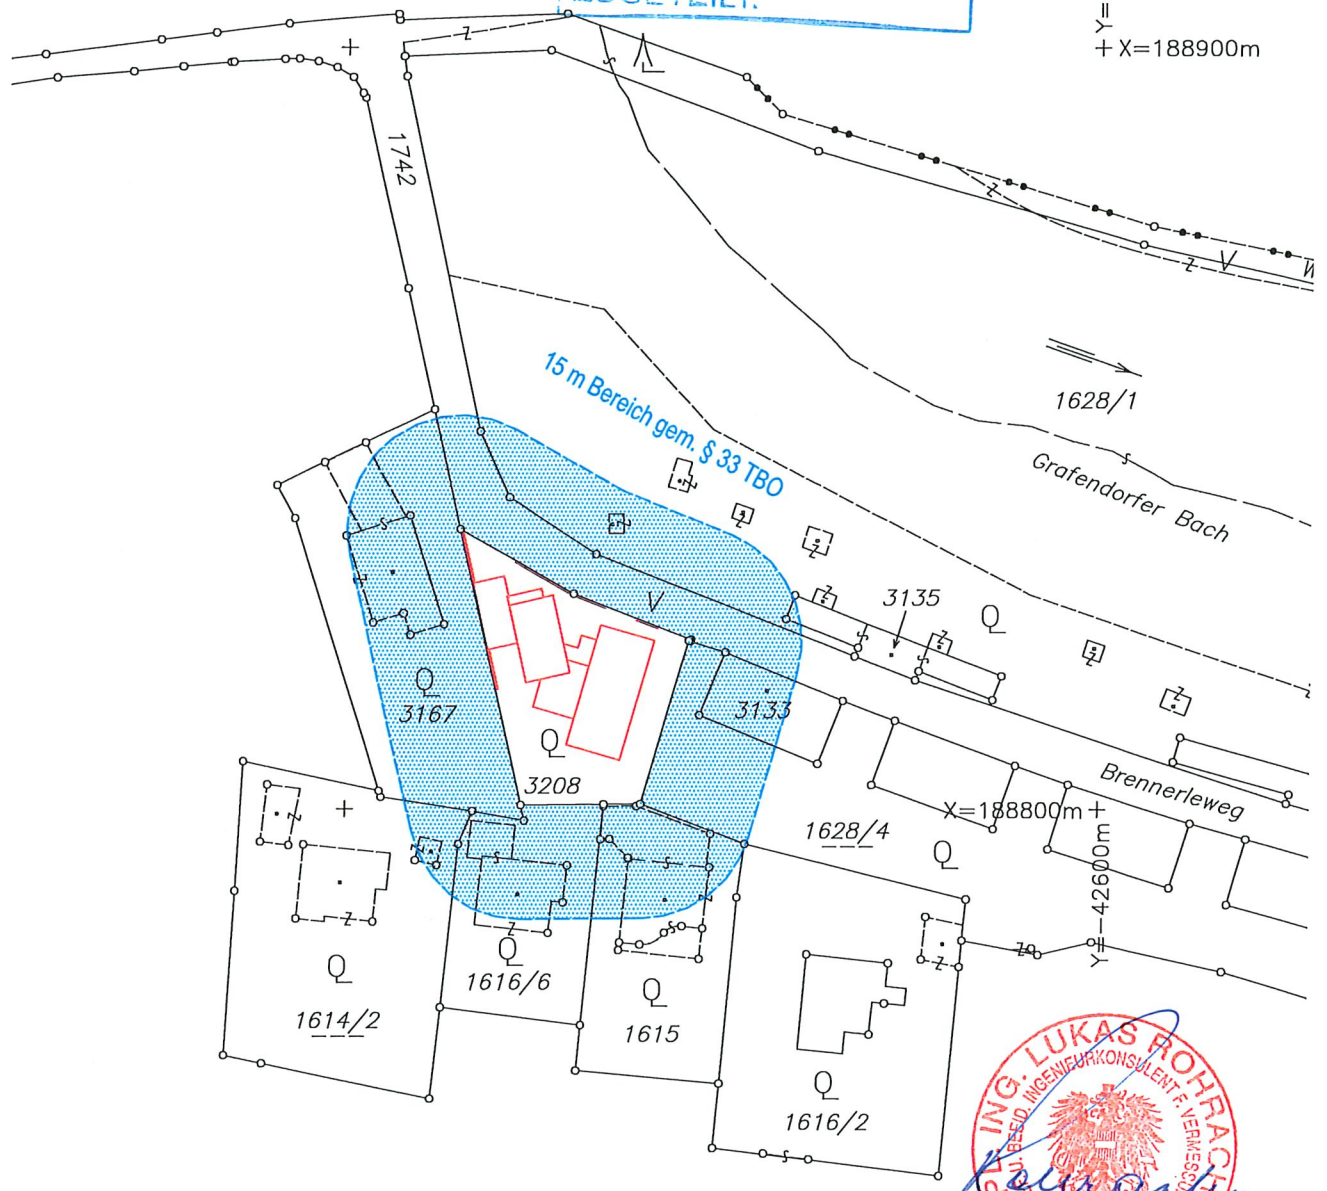 Y=
X=188900m
1742
15 m Bereich gem. § 33 TBO
1628/1
Grafendorfer Bach
3135
3167
3133
3208
Brennerleweg
X=188800m
1628/4
Y=-42600m
1616/6
1614/2
1615
1616/2
ING. LUKAS ROHRACH
BEEID. INGENIEURKONSULENT F. VERMESS